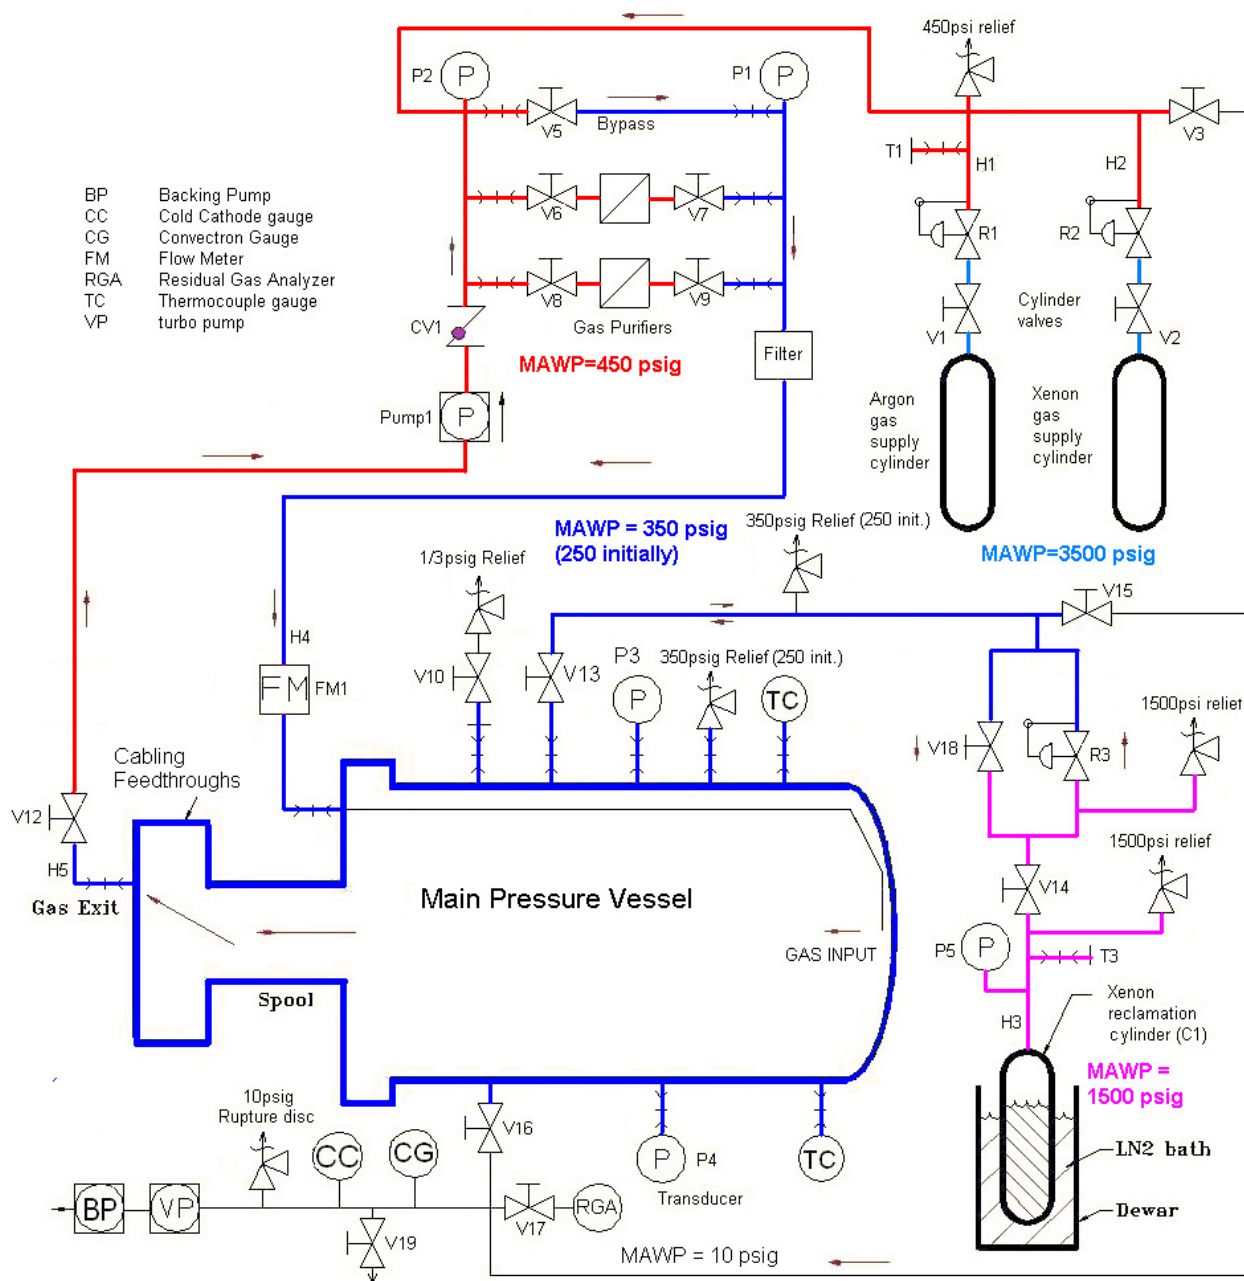 450psi relief
P2
P
P1
P
V5
Bypass
V3
T1
H1
H2
BP Backing Pump
CC Cold Cathode gauge
CG Convectron Gauge
FM Flow Meter
RGA Residual Gas Analyzer
TC Thermocouple gauge
VP turbo pump
V6
V7
R1
R2
V8
V9
CV1
Gas Purifiers
Cylinder
valves
V1
V2
MAWP=450 psig
Filter
Pump1
P
Argon
gas
supply
cylinder
Xenon
gas
supply
cylinder
MAWP = 350 psig
(250 initially)
350psig Relief (250 init.)
MAWP=3500 psig
1/3psig Relief
V15
H4
FM
FM1
V10
V13
P3
P
350psig Relief (250 init.)
TC
1500psi relief
V18
R3
Cabling
Feedthroughs
V12
H5
Gas Exit
Main Pressure Vessel
GAS INPUT
Spool
1500psi relief
V14
P5
P
T3
H3
Xenon
reclamation
cylinder (C1)
MAWP =
1500 psig
10psig
Rupture disc
V16
CC
CG
P
P4
Transducer
TC
LN2 bath
Dewar
BP
VP
V17
RGA
V19
MAWP = 10 psig